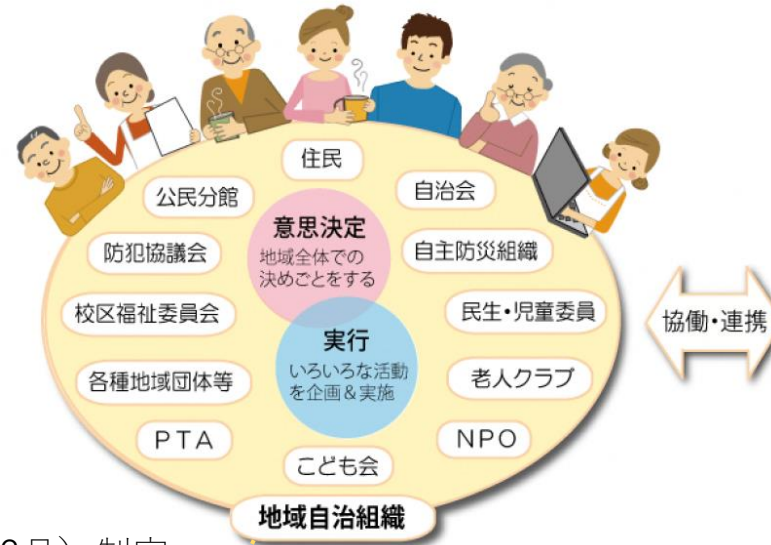 住民
公民分館
自治会
意思決定
地域全体での
決めごとをする
防犯協議会
自主防災組織
校区福祉委員会
民生・児童委員
協働・連携
実行
いろいろな活動
を企画&実施
各種地域団体等
老人クラブ
PTA
NPO
こども会
地域自治組織